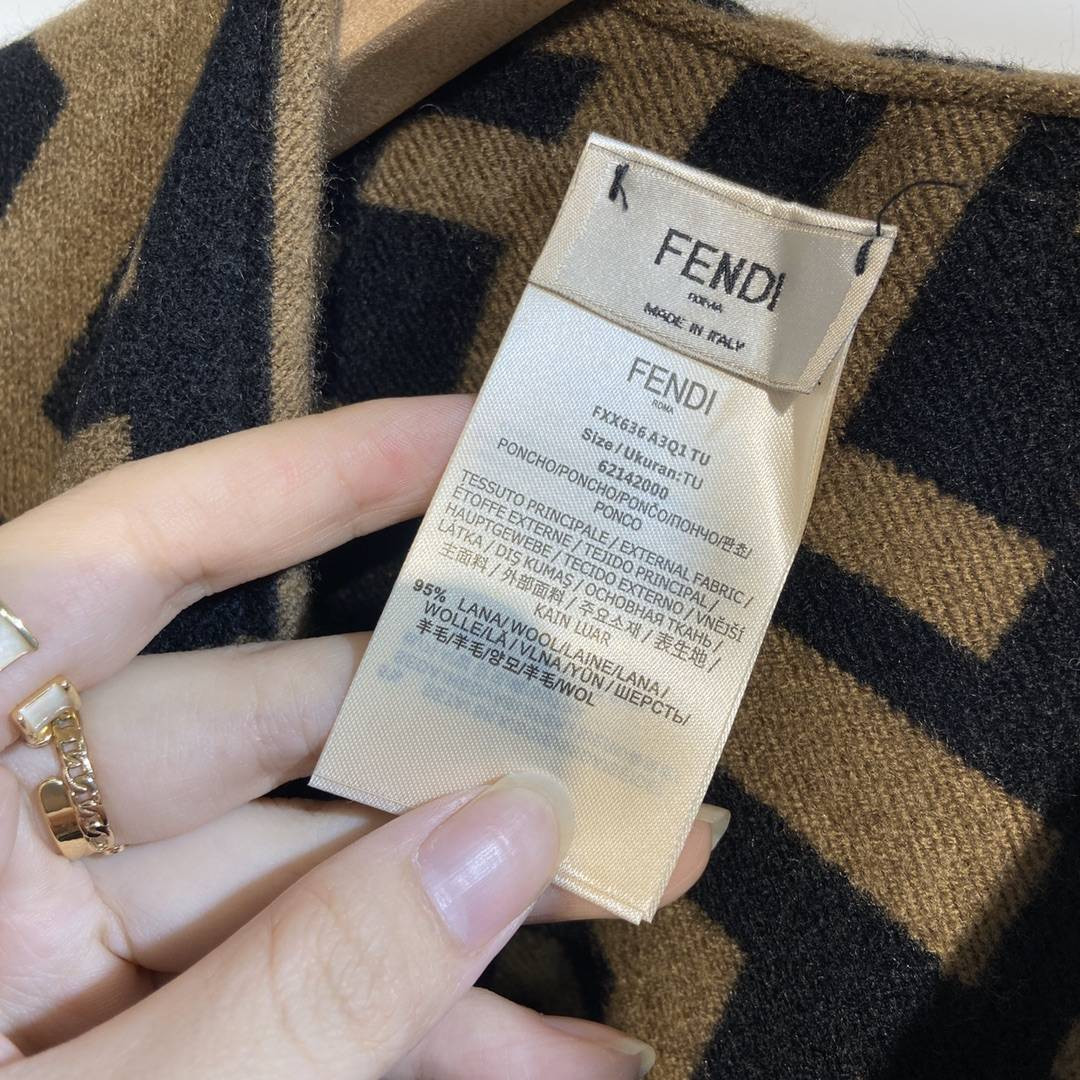 FENDI
ROMA
MADE IN ITALY
FENDI
ROMA
FXX636 A3Q1 TU
Size / Ukuran:TU
62142000
PONCHO/PONCHO/PONČO/ПОНЧО/판초/
PONCO
TESSUTO PRINCIPALE / EXTERNAL FABRIC /
ETOFFE EXTERNE / TEJIDO PRINCIPAL /
HAUPTGEWEBE / TECIDO EXTERNO / VNĚJŠÍ
LÁTKA / DIŞ KUMAŞ / ОСНОВНАЯ ТКАНЬ /
主面料 / 外部面料 / 주요소재 / 表生地 /
KAIN LUAR
95% LANA/ WOOL/LAINE/LANA/
WOLLE/LÃ / VLNA/YÜN / ШЕРСТЬ/
羊毛/羊毛/양모/羊毛/WOL